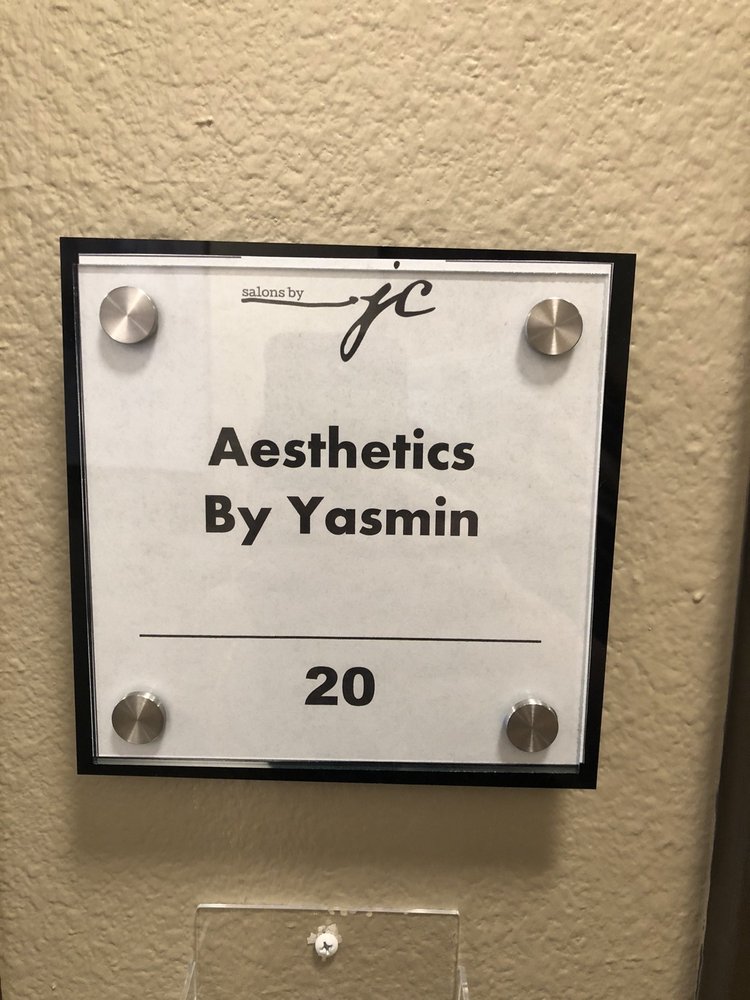 salons by jc
Aesthetics
By Yasmin
20